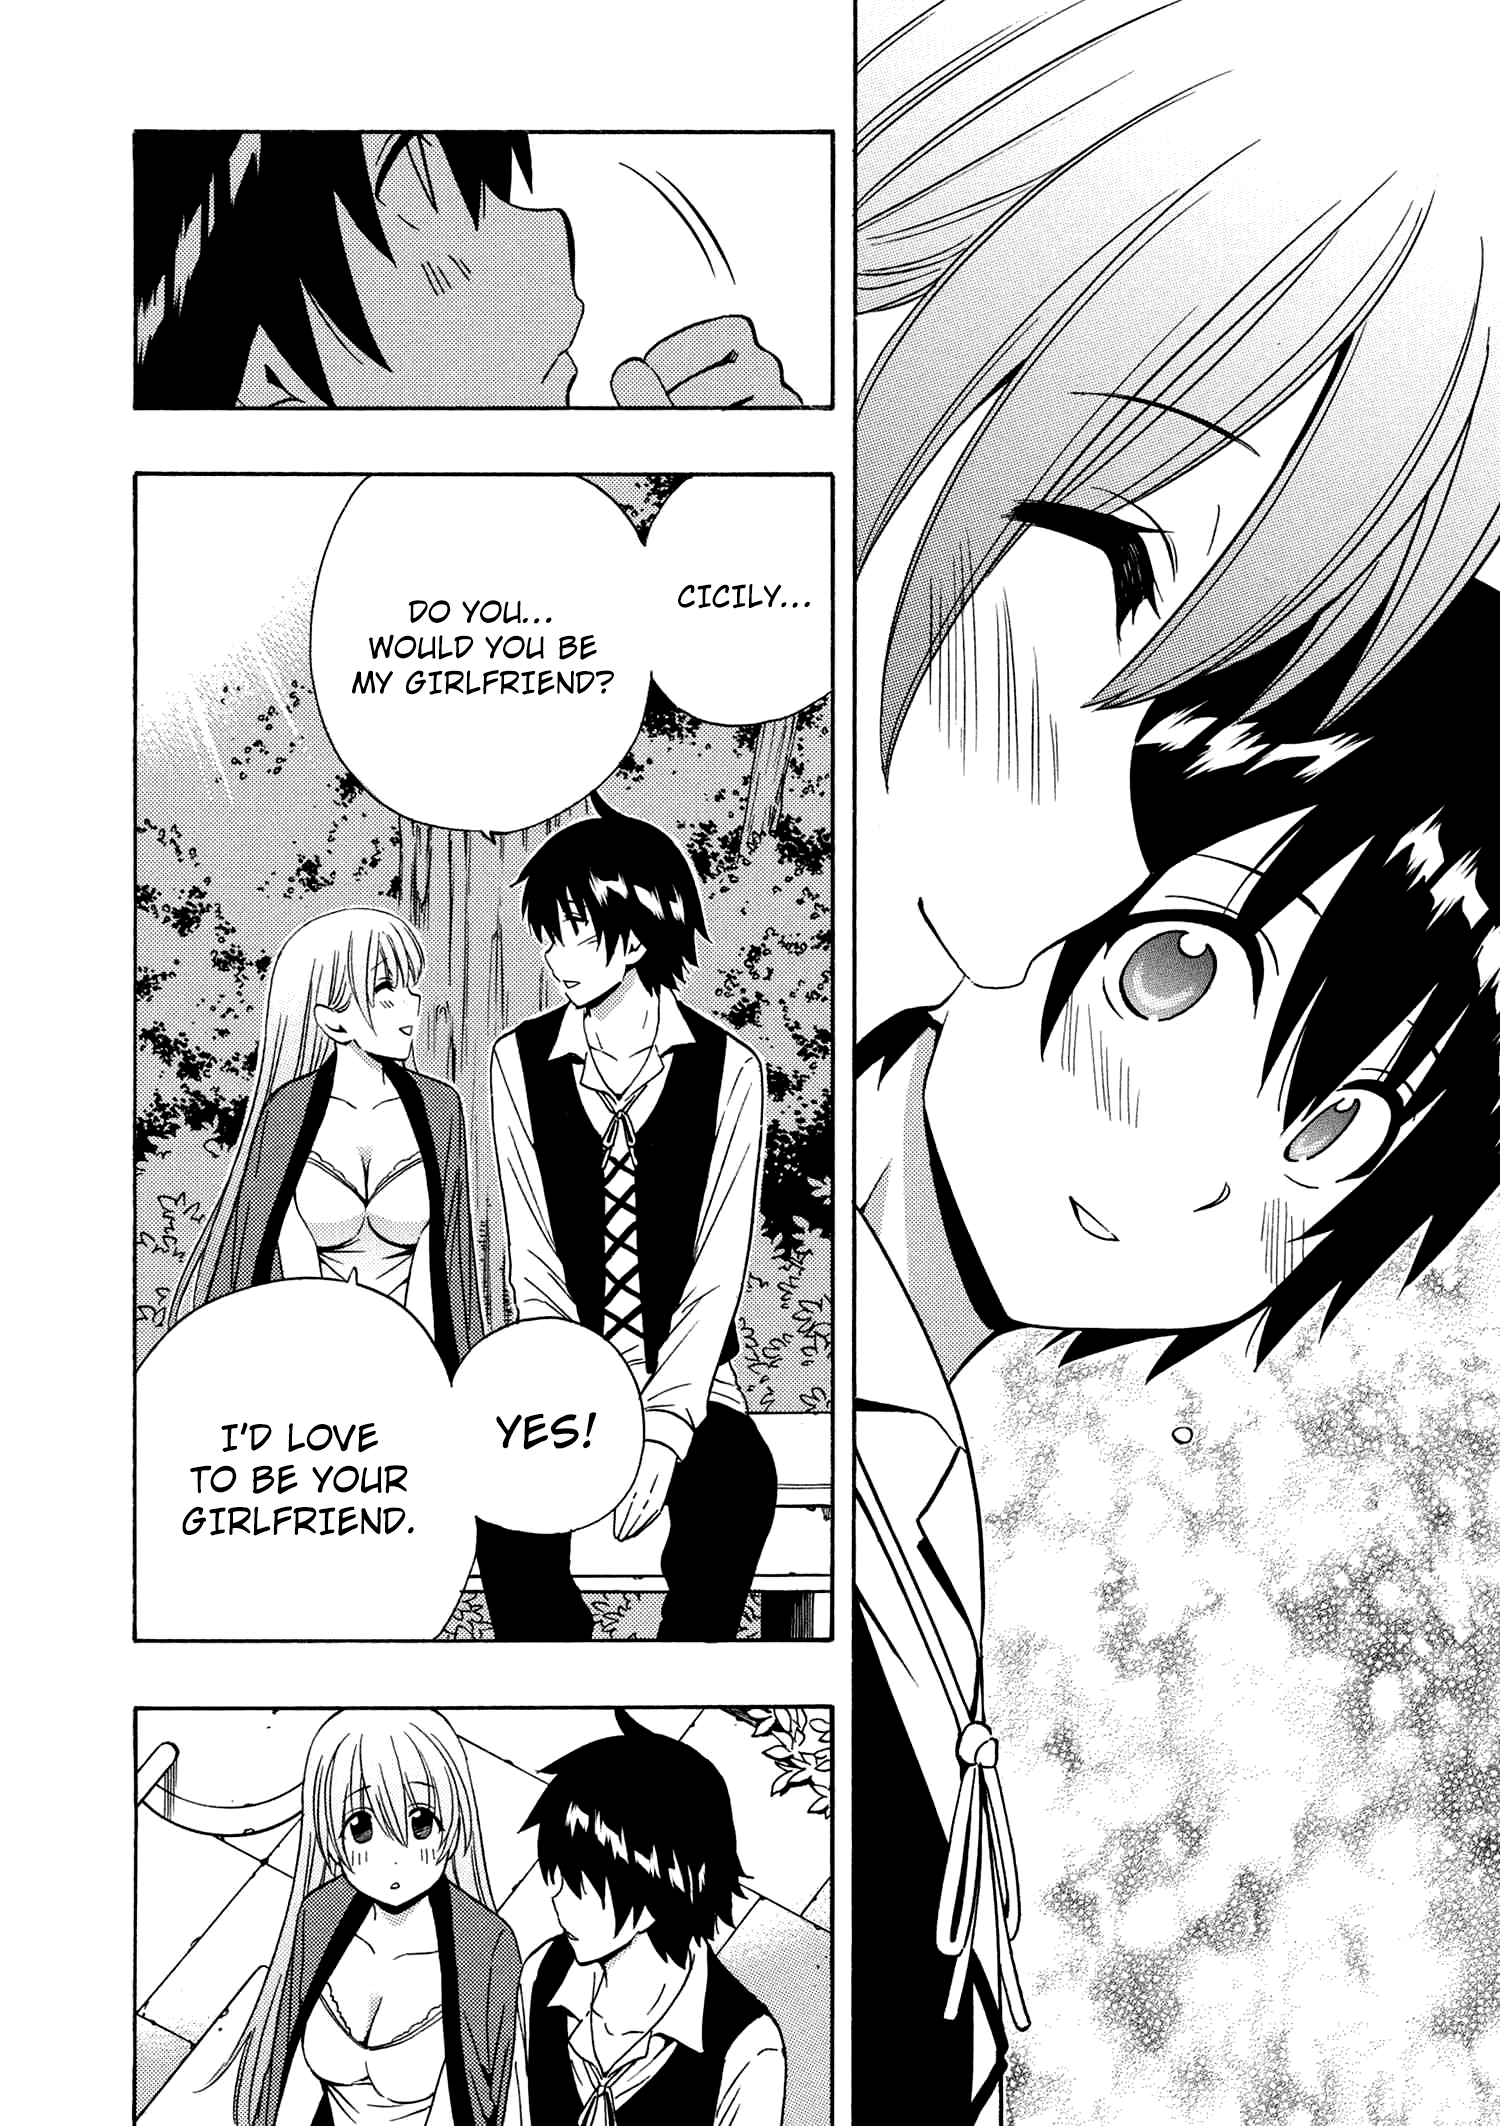 CICILY...
DO YOU...
WOULD YOU BE
MY GIRLFRIEND?
YES!
I'D LOVE
TO BE YOUR
GIRLFRIEND.